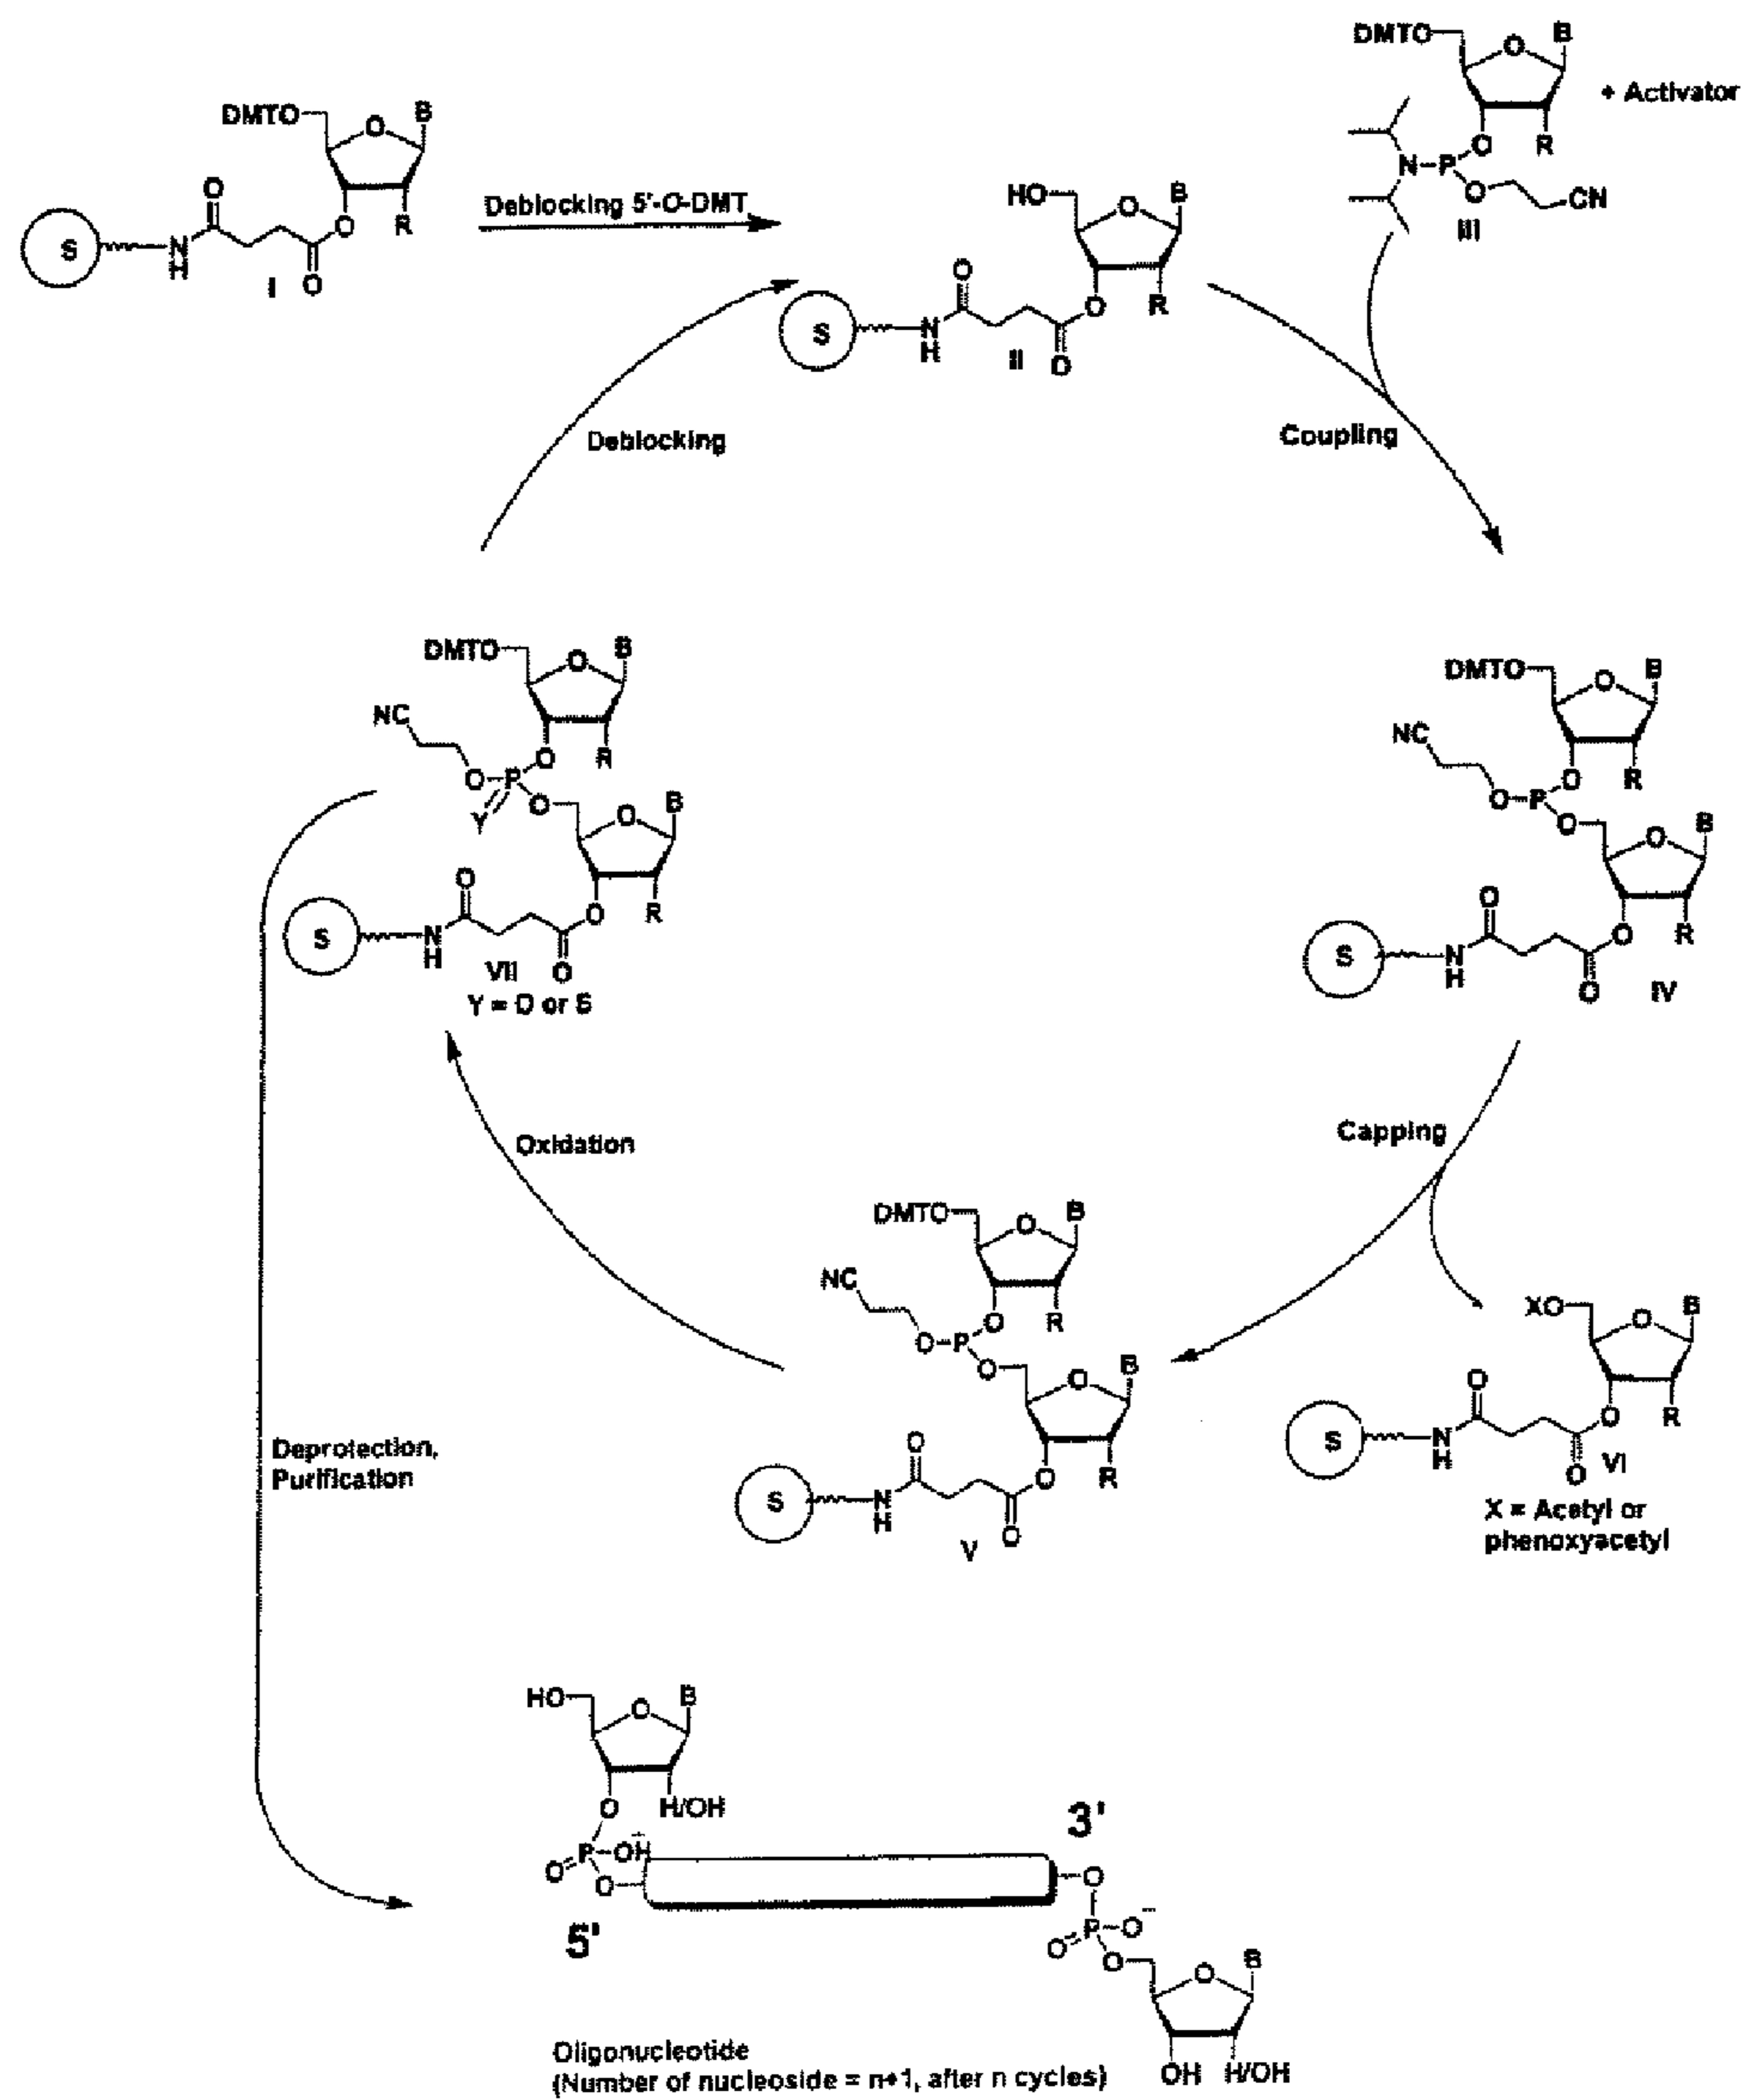 DMTO
O
B
+ Activator
O
R
N-P
O
CN
III
DMTO
O
B
O
R
O
S
N
H
I
O
Deblocking 5'-O-DMT
HO
O
B
O
R
O
S
N
H
II
O
Deblocking
Coupling
DMTO
O
B
NC
O
R
O-P
O
Y
O
B
O
O
R
S
N
H
VII
O
Y = O or S
DMTO
O
B
NC
O
R
O-P
O
O
B
O
O
R
S
N
H
O
IV
Oxidation
Capping
DMTO
O
B
NC
O
R
O-P
O
O
B
O
O
R
S
N
H
O
V
XO
O
B
O
O
R
S
N
H
O
VI
X = Acetyl or
phenoxyacetyl
Deprotection,
Purification
HO
O
B
O
H/OH
O=P-OH
O
5'
3'
O
O=P-O−
O
O
B
OH
H/OH
Oligonucleotide
(Number of nucleoside = n+1, after n cycles)